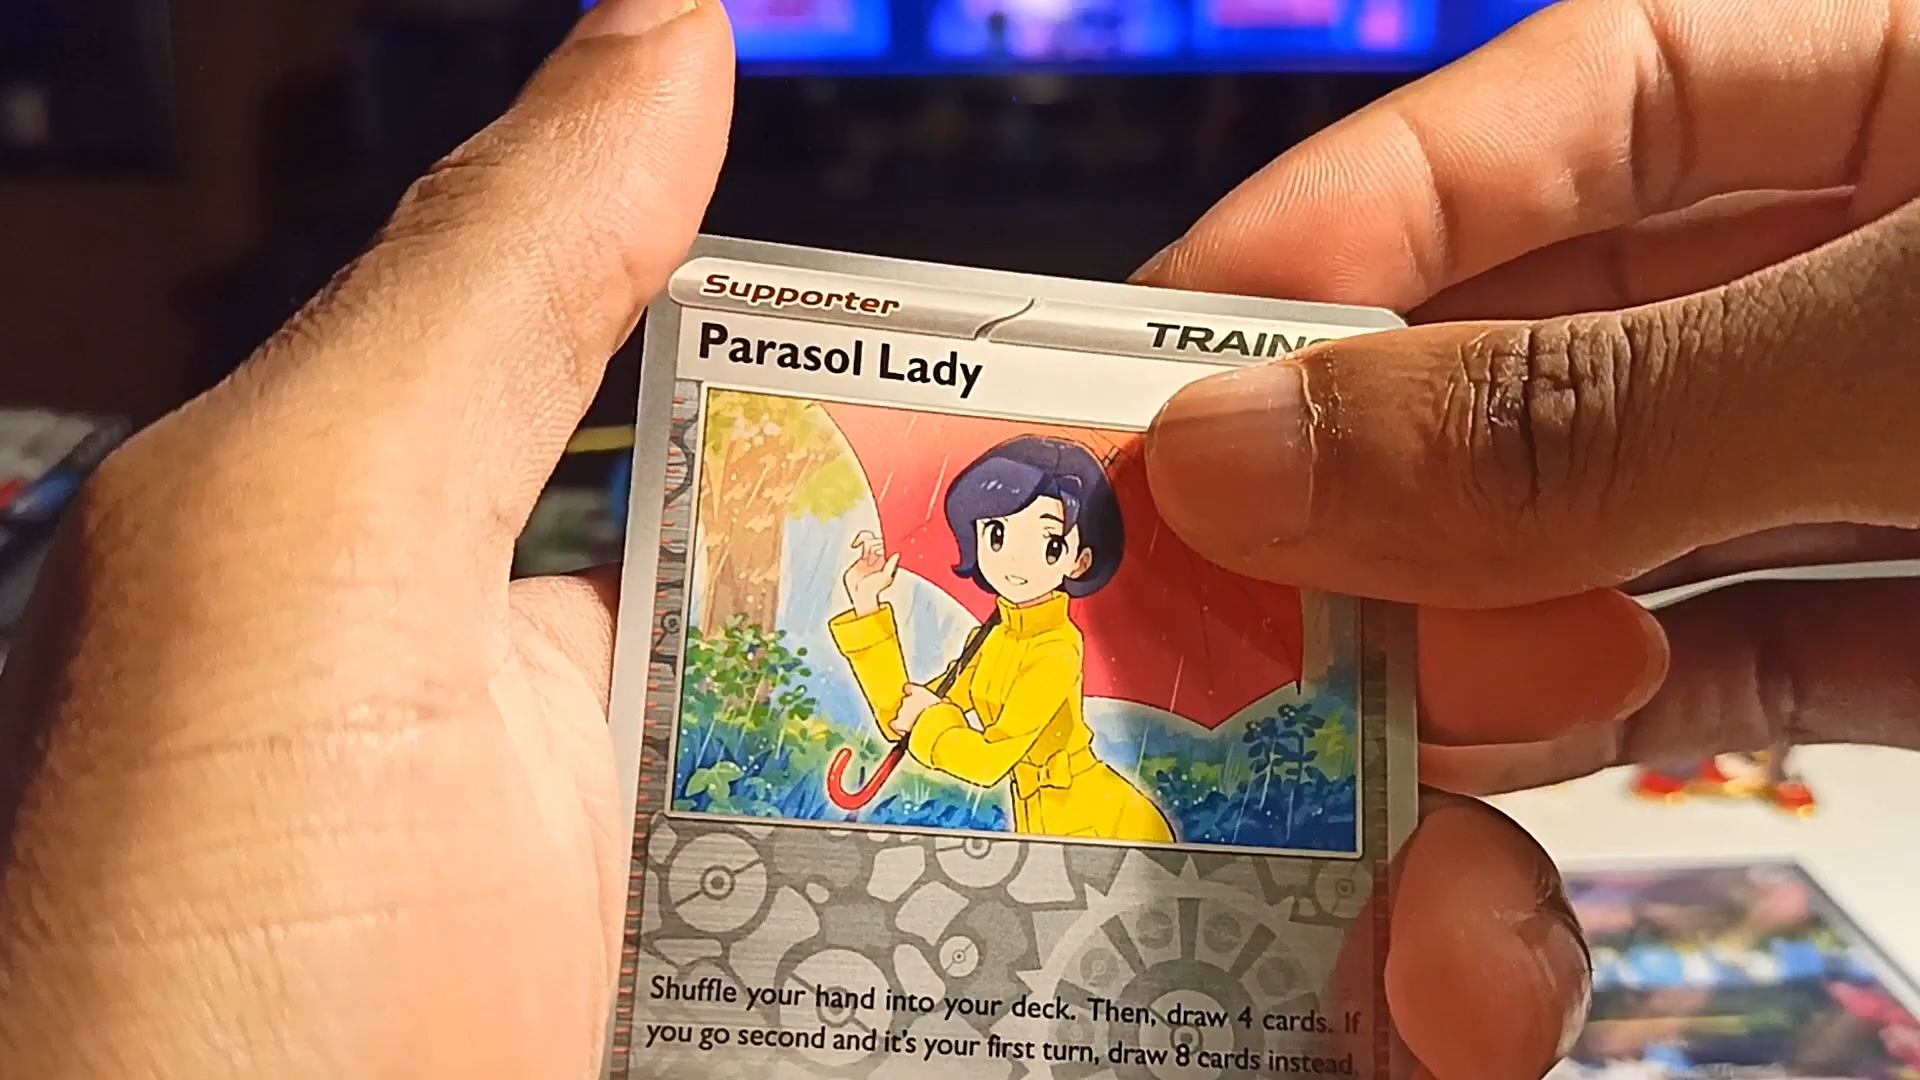 Supporter
TRAIN
Parasol Lady
Shuffle your hand into your deck. Then, draw 4 cards. If
you go second and it's your first turn, draw 8 cards instead.